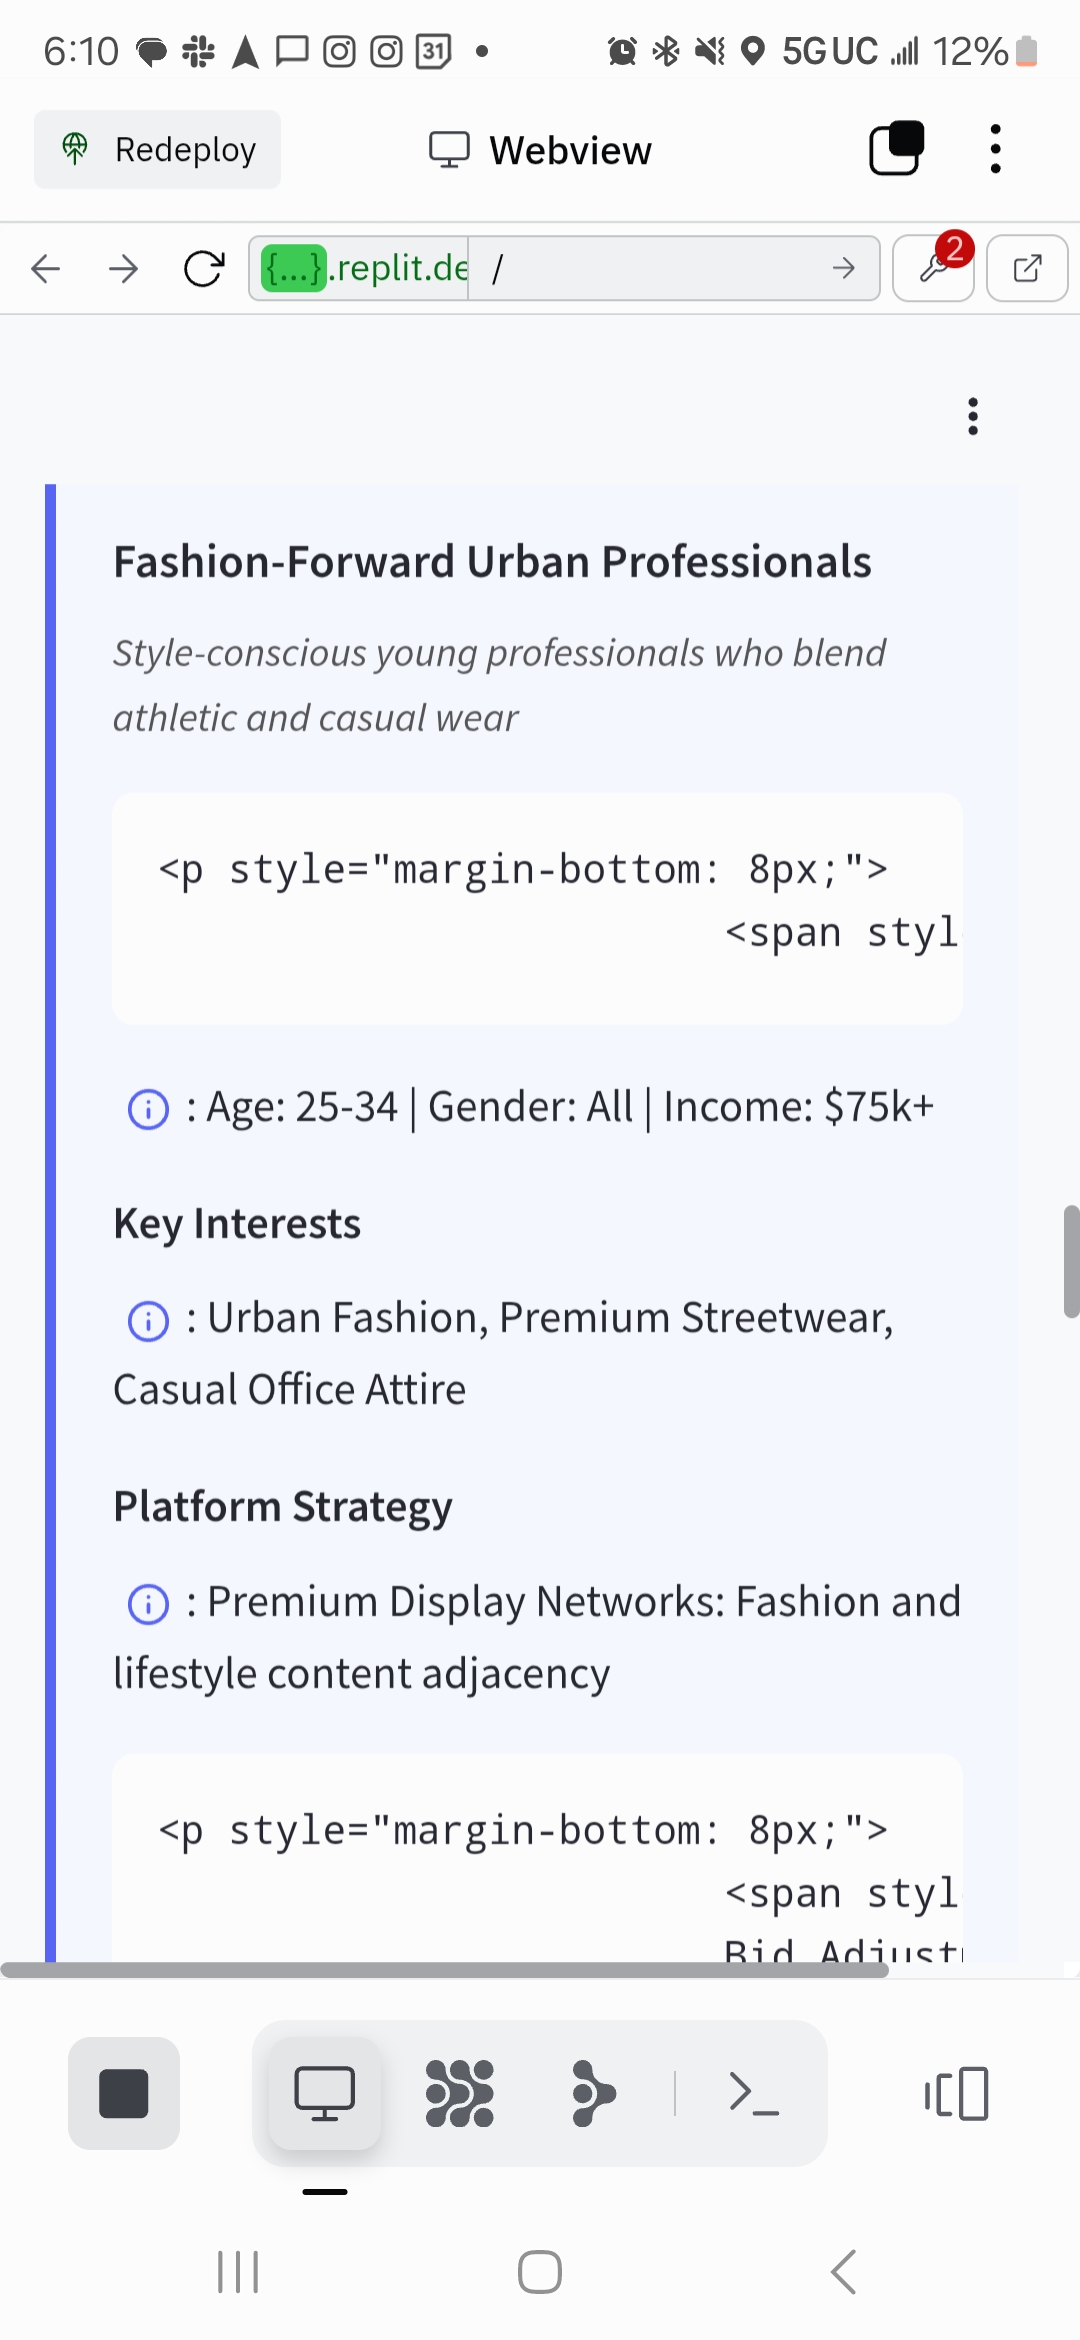 6:10 31 5G UC 12%
Redeploy Webview
{...}.replit.de / 2
Fashion-Forward Urban Professionals
Style-conscious young professionals who blend
athletic and casual wear
<p style="margin-bottom: 8px;">
<span styl
: Age: 25-34 | Gender: All | Income: $75k+
Key Interests
: Urban Fashion, Premium Streetwear,
Casual Office Attire
Platform Strategy
: Premium Display Networks: Fashion and
lifestyle content adjacency
<p style="margin-bottom: 8px;">
<span styl
Bid Adjust